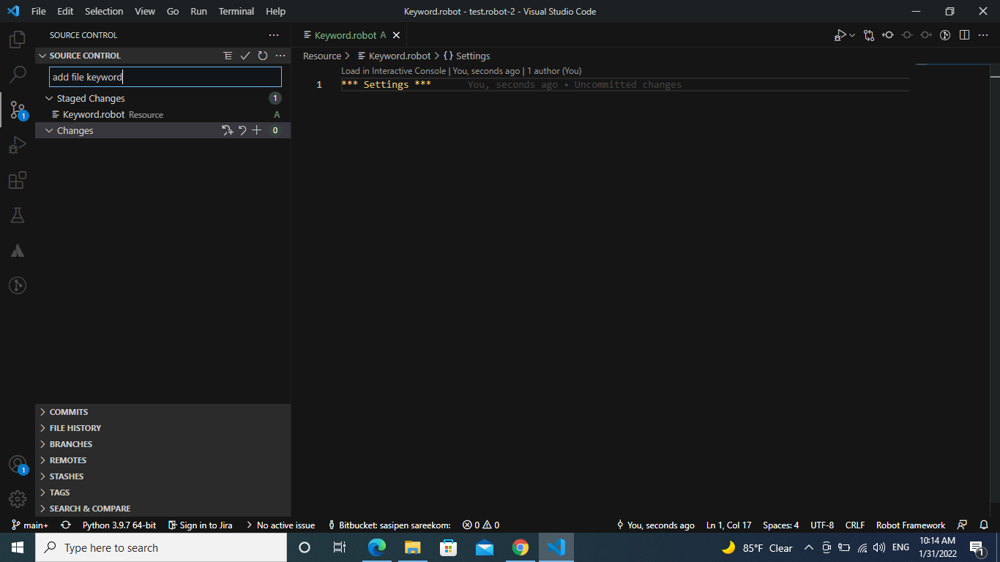 File Edit Selection View Go Run Terminal Help Keyword.robot - test.robot-2 - Visual Studio Code
SOURCE CONTROL
Keyword.robot A
SOURCE CONTROL
Resource Keyword.robot {} Settings
add file keyword
Load in Interactive Console | You, seconds ago | 1 author (You)
1 *** Settings *** You, seconds ago • Uncommitted changes
Staged Changes 1
Keyword.robot Resource A
1
Changes 0
COMMITS
FILE HISTORY
BRANCHES
REMOTES
1
STASHES
TAGS
SEARCH & COMPARE
main+ Python 3.9.7 64-bit Sign in to Jira No active issue Bitbucket: sasipen sareekom: 0 0 You, seconds ago Ln 1, Col 17 Spaces: 4 UTF-8 CRLF Robot Framework
Type here to search
85°F Clear ENG
10:14 AM
1/31/2022
1